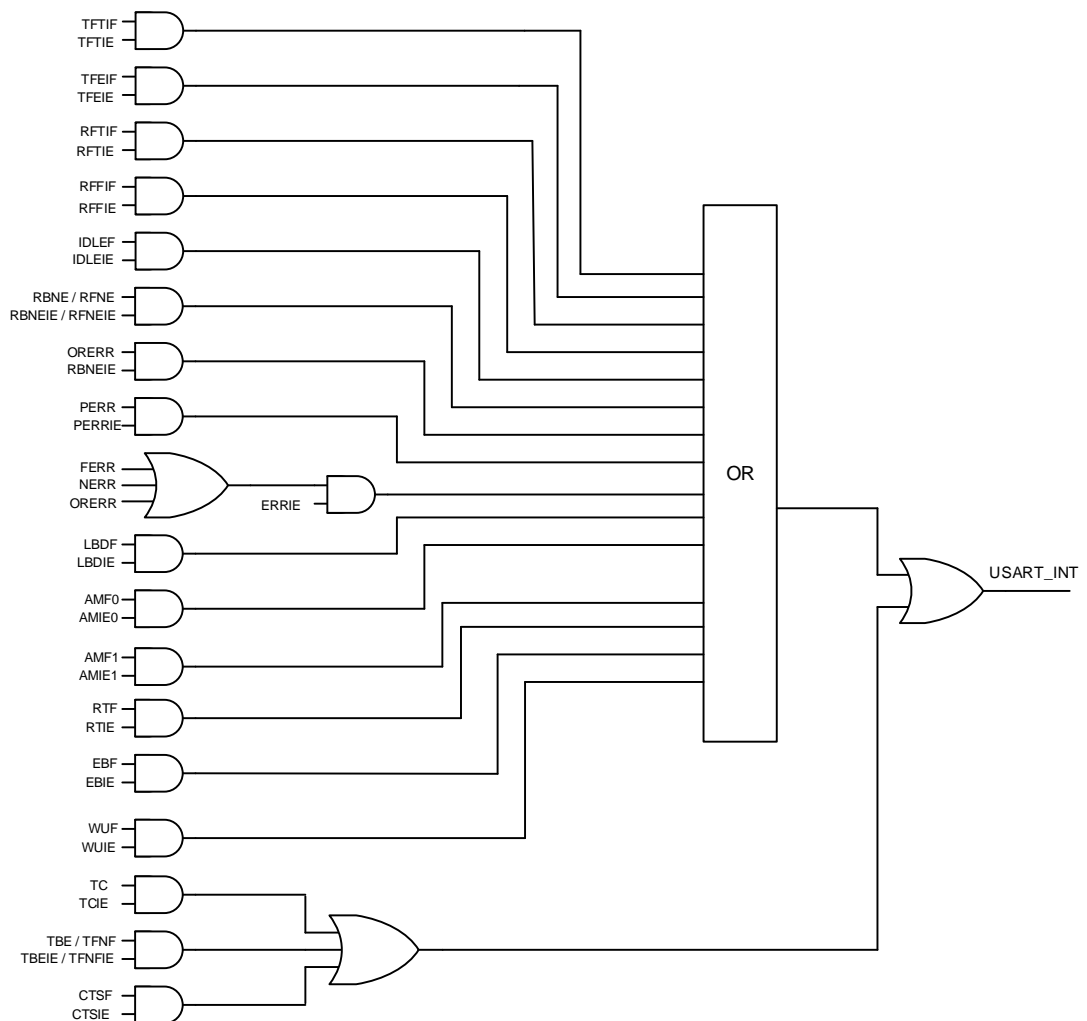 TFTIF
TFTIE
TFEIF
TFEIE
RFTIF
RFTIE
RFFIF
RFFIE
IDLEF
IDLEIE
RBNE / RFNE
RBNEIE / RFNEIE
ORERR
RBNEIE
PERR
PERRIE
FERR
NERR
ORERR
ERRIE
OR
LBDF
LBDIE
AMF0
AMIE0
USART_INT
AMF1
AMIE1
RTF
RTIE
EBF
EBIE
WUF
WUIE
TC
TCIE
TBE / TFNF
TBEIE / TFNFIE
CTSF
CTSIE